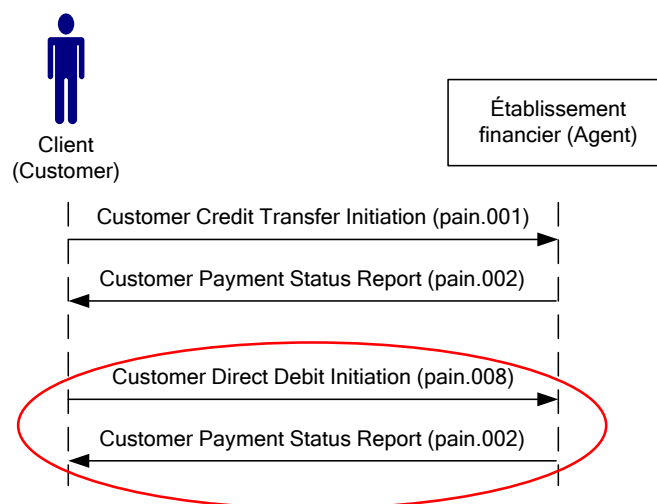 Client
(Customer)
Établissement
financier (Agent)
Customer Credit Transfer Initiation (pain.001)
Customer Payment Status Report (pain.002)
Customer Direct Debit Initiation (pain.008)
Customer Payment Status Report (pain.002)